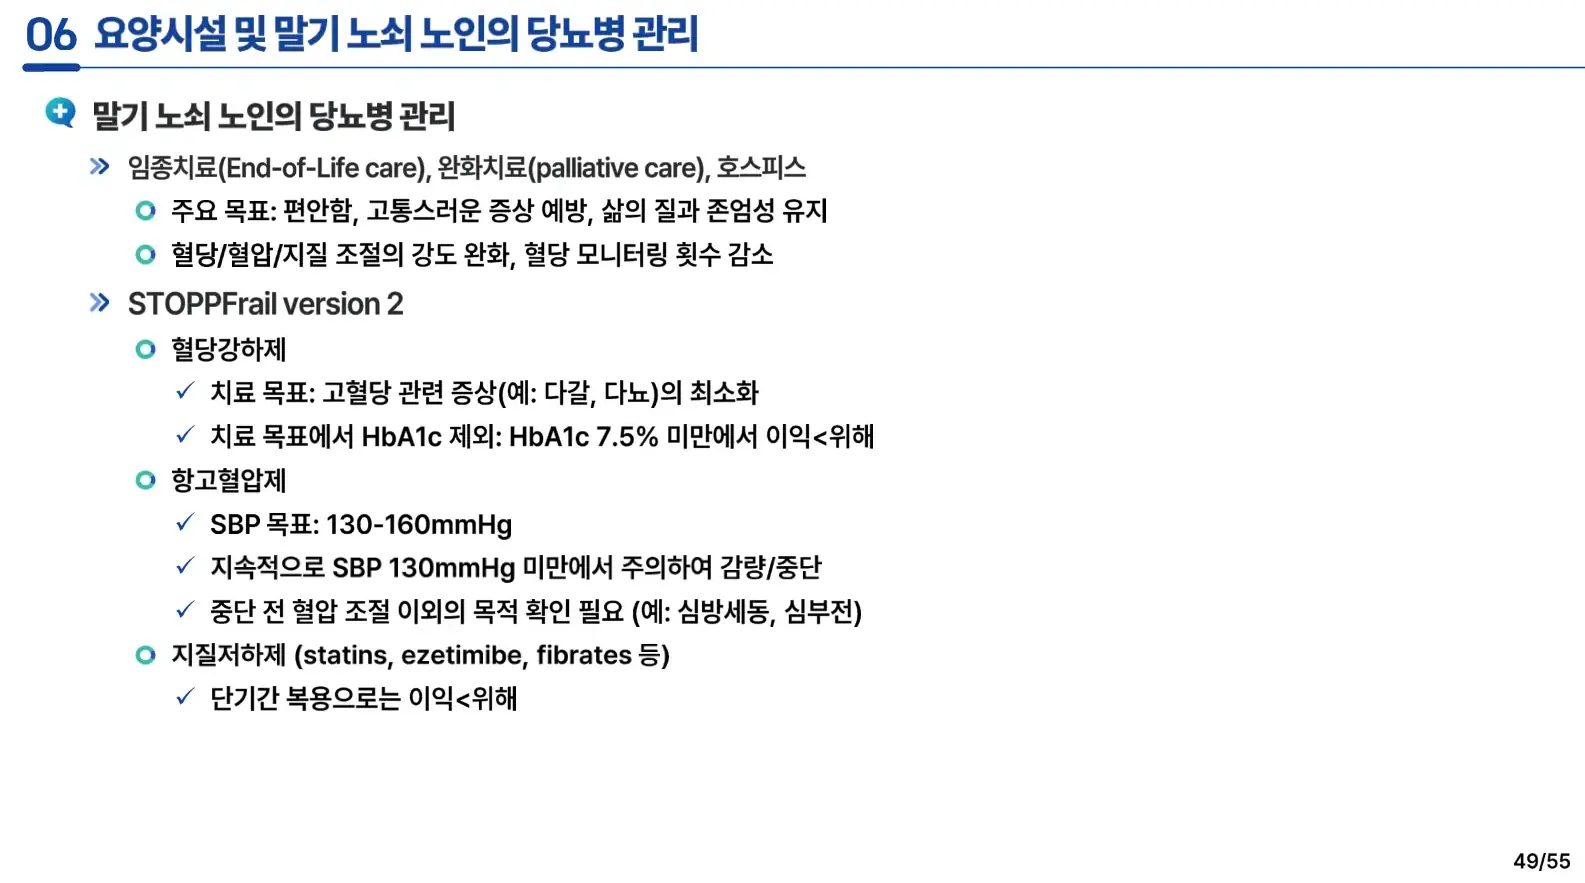 06 요양시설 및 말기 노쇠 노인의 당뇨병 관리
말기 노쇠 노인의 당뇨병 관리
임종치료(End-of-Life care), 완화치료(palliative care), 호스피스
주요 목표: 편안함, 고통스러운 증상 예방, 삶의 질과 존엄성 유지
혈당/혈압/지질 조절의 강도 완화, 혈당 모니터링 횟수 감소
STOPPFrail version 2
혈당강하제
치료 목표: 고혈당 관련 증상(예: 다갈, 다뇨)의 최소화
치료 목표에서 HbA1c 제외: HbA1c 7.5% 미만에서 이익<위해
항고혈압제
SBP 목표: 130-160mmHg
지속적으로 SBP 130mmHg 미만에서 주의하여 감량/중단
중단 전 혈압 조절 이외의 목적 확인 필요 (예: 심방세동, 심부전)
지질저하제 (statins, ezetimibe, fibrates 등)
단기간 복용으로는 이익<위해
49/55